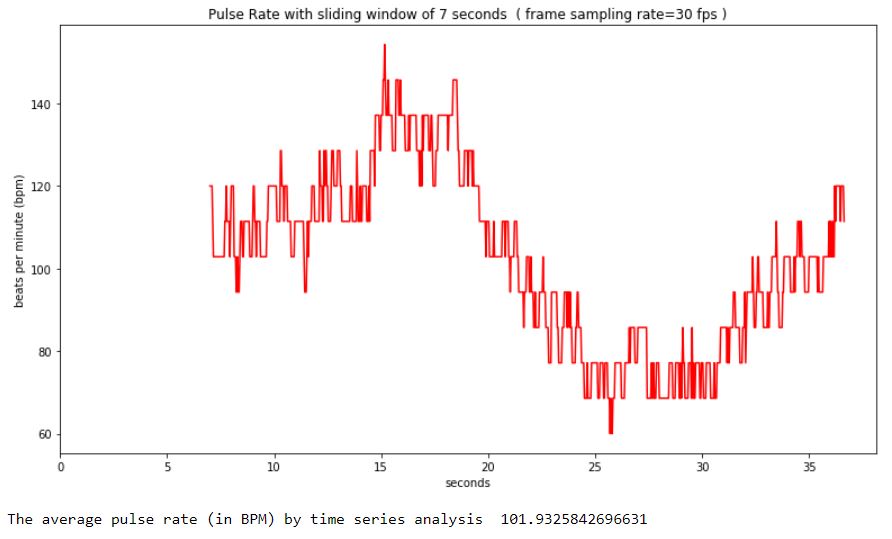 Pulse Rate with sliding window of 7 seconds  ( frame sampling rate=30 fps )
beats per minute (bpm)
140
120
100
80
60
0 5 10 15 20 25 30 35
seconds
The average pulse rate (in BPM) by time series analysis  101.9325842696631